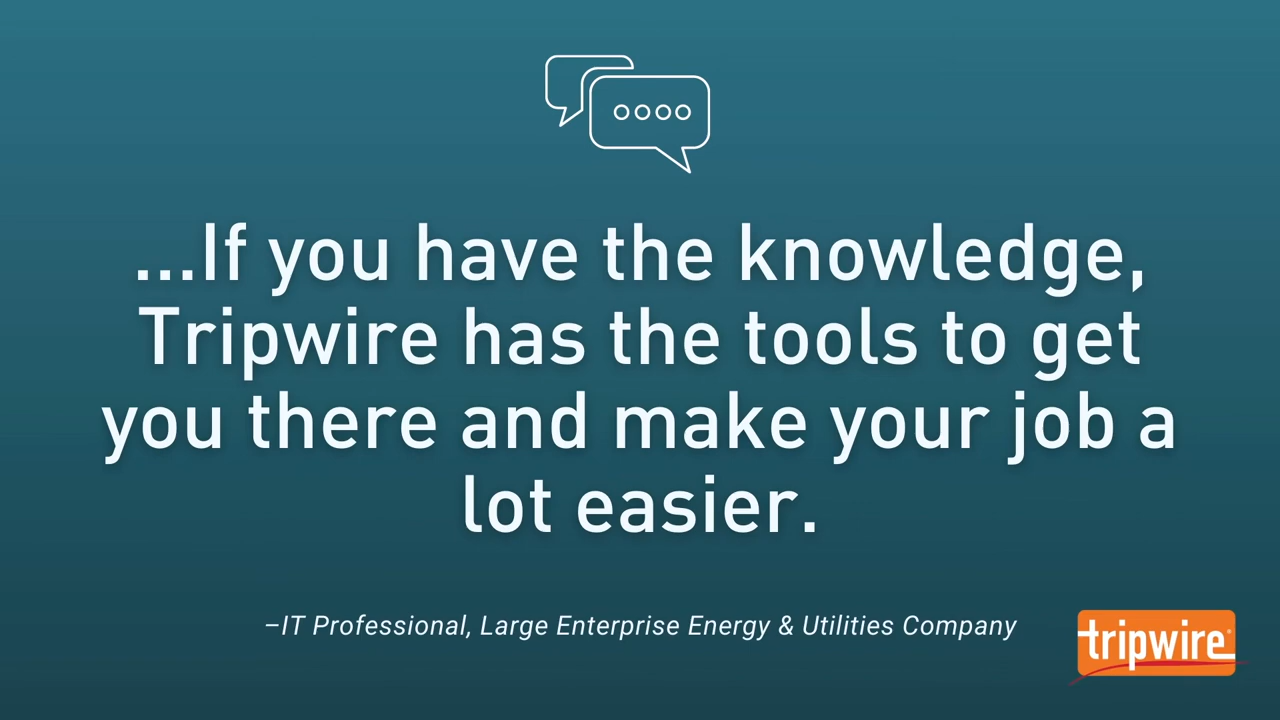 ...If you have the knowledge,
Tripwire has the tools to get
you there and make your job a
lot easier.
–IT Professional, Large Enterprise Energy & Utilities Company
tripwire®